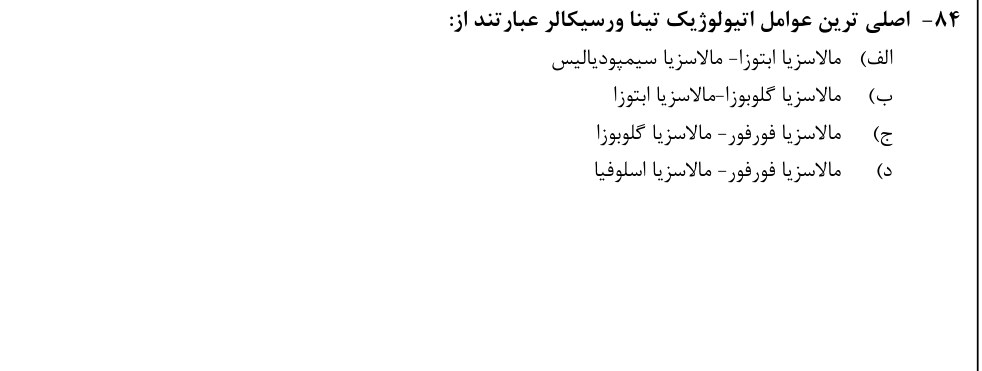 ۸۴- اصلی ترین عوامل اتیولوژیک تینا ورسیکالر عبارتند از:
الف) مالاسزیا ابتوزا- مالاسزیا سیمپودیالیس
ب) مالاسزیا گلوبوزا-مالاسزیا ابتوزا
ج) مالاسزیا فورفور- مالاسزیا گلوبوزا
د) مالاسزیا فورفور- مالاسزیا اسلوفیا